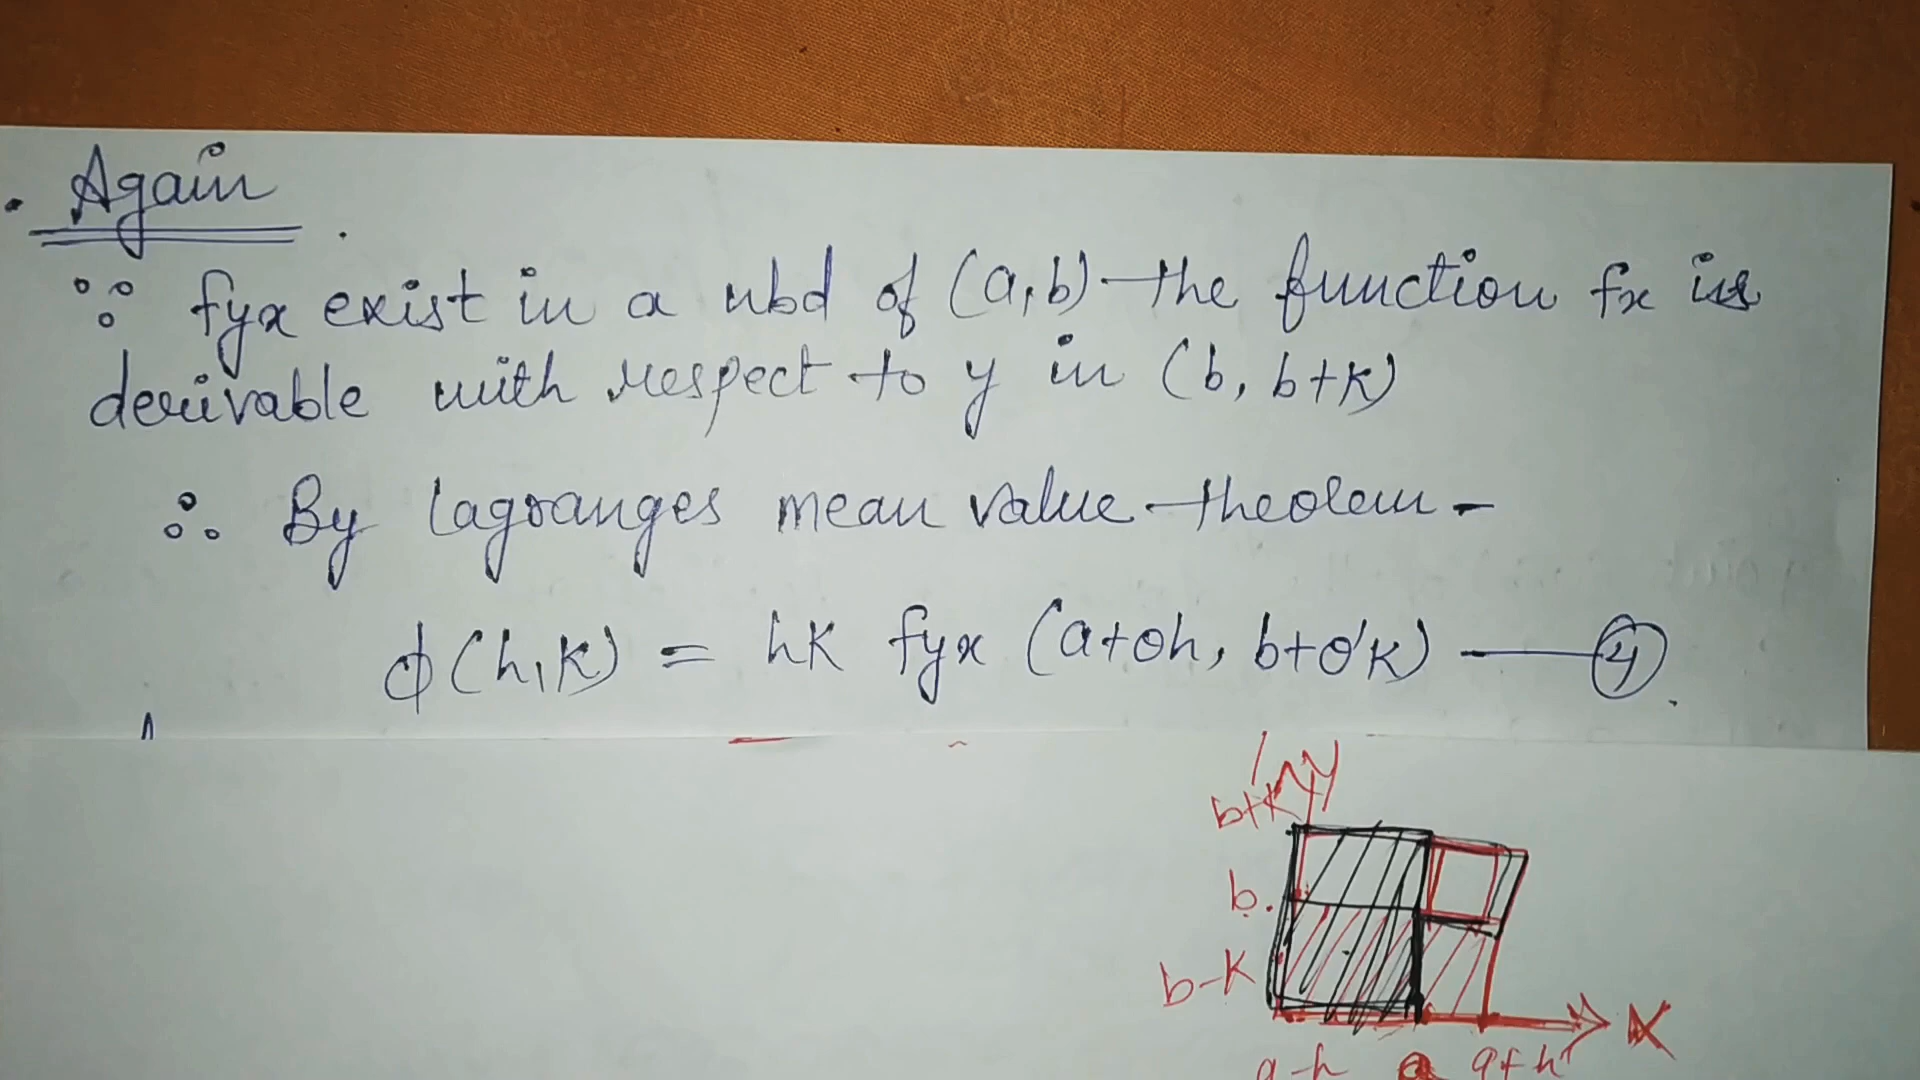 Again
∵ fyx exist in a nbd of (a,b) the function fx is
derivable with respect to y in (b, b+k)
∴ By Lagranges mean value theorem -
ϕ(h,k) = hk fyx (a+θh, b+θ'k) — ④
y
b+k
b.
b-k
x
a-h a a+h